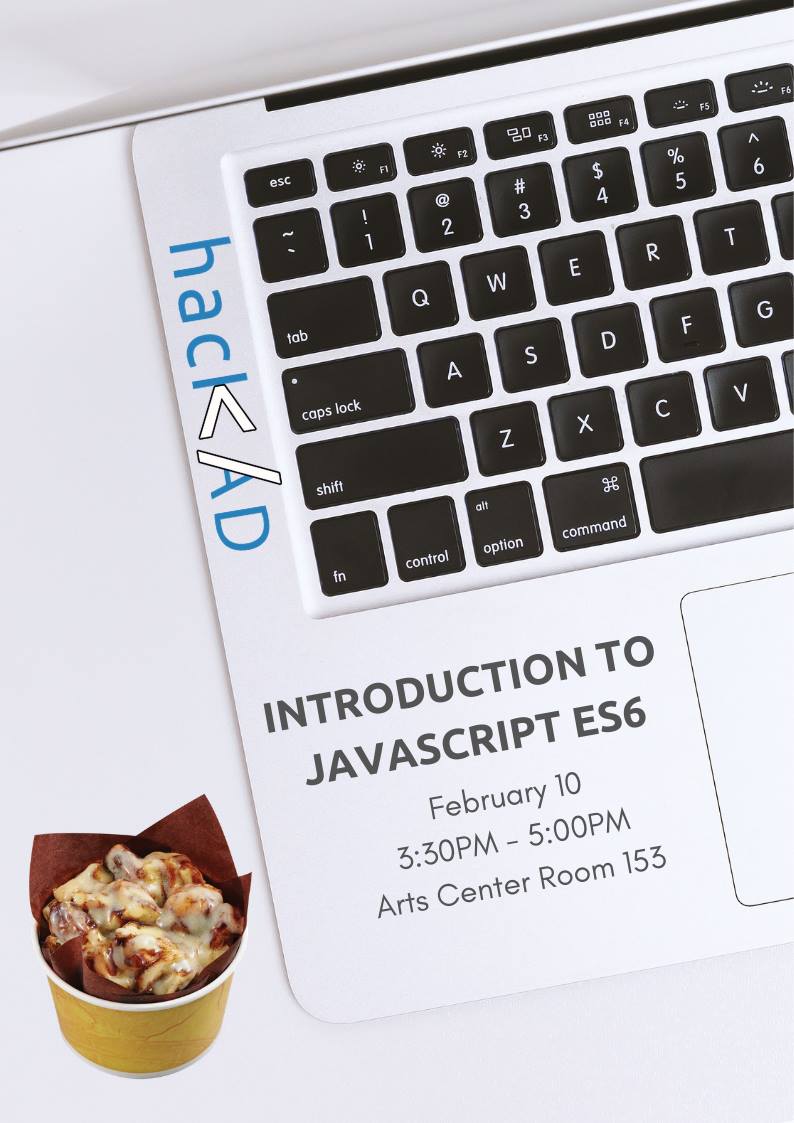 esc F1 F2 F3 F4 F5 F6
~ ! @ # $ % ^
` 1 2 3 4 5 6
tab Q W E R T
caps lock A S D F G
shift Z X C V
alt ⌘
fn control option command
hack</AD
INTRODUCTION TO
JAVASCRIPT ES6
February 10
3:30PM - 5:00PM
Arts Center Room 153